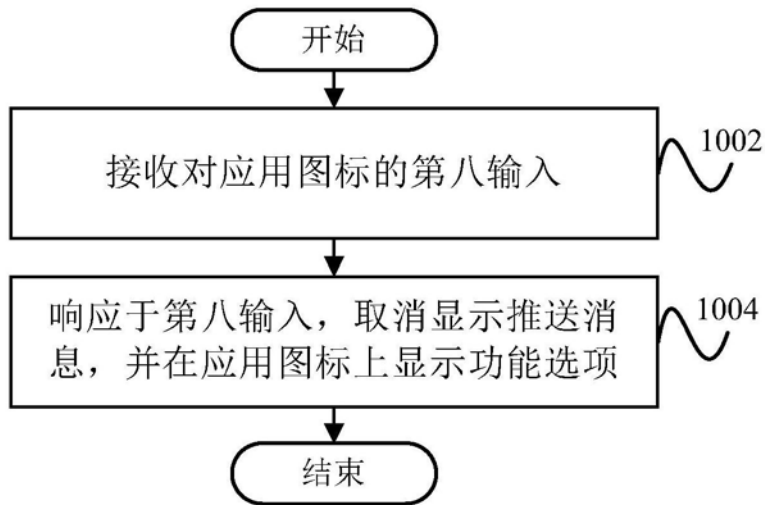 开始
接收对应用图标的第八输入
1002
响应于第八输入，取消显示推送消
息，并在应用图标上显示功能选项
1004
结束